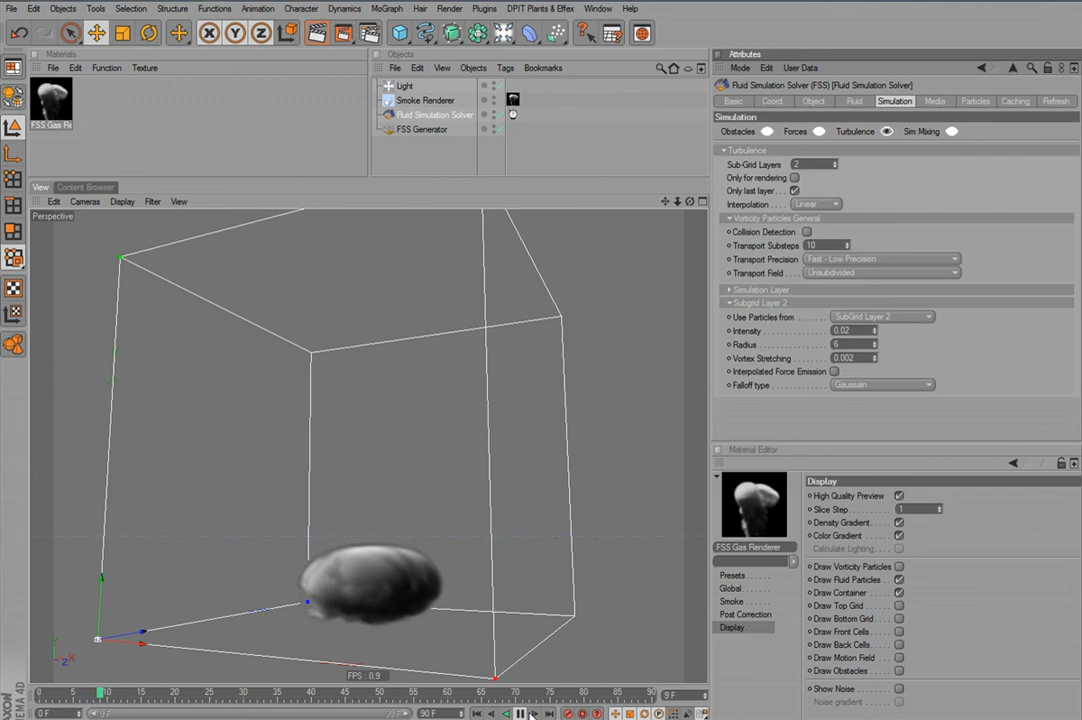 File Edit Objects Tools Selection Structure Functions Animation Character Dynamics MoGraph Hair Render Plugins DPIT Plants & Effex Window Help
X Y Z
Materials
File Edit Function Texture
FSS Gas Re
Objects
File Edit View Objects Tags Bookmarks
Light
Smoke Renderer
Fluid Simulation Solver
FSS Generator
View Content Browser
Edit Cameras Display Filter View
Perspective
Y
Z X
FPS : 0.9
0 10 15 20 25 30 35 40 45 50 55 60 65 70 75 80 85 90 9 F
0 F 90 F 90 F
Attributes
Mode Edit User Data
Fluid Simulation Solver (FSS) [Fluid Simulation Solver]
Basic Coord. Object Fluid Simulation Media Particles Caching Refresh
Simulation
Obstacles Forces Turbulence Sim Mixing
Turbulence
Sub-Grid Layers 2
Only for rendering
Only last layer
Interpolation Linear
Vorticity Particles General
Collision Detection
Transport Substeps 10
Transport Precision Fast - Low Precision
Transport Field Unsubdivided
Simulation Layer
Subgrid Layer 2
Use Particles from SubGrid Layer 2
Intensity 0.02
Radius 6
Vortex Stretching 0.002
Interpolated Force Emission
Falloff type Gaussain
Material Editor
FSS Gas Renderer
Presets
Global
Smoke
Post Correction
Display
Display
High Quality Preview
Slice Step 1
Density Gradient
Color Gradient
Calculate Lighting
Draw Vorticity Particles
Draw Fluid Particles
Draw Container
Draw Top Grid
Draw Bottom Grid
Draw Front Cells
Draw Back Cells
Draw Motion Field
Draw Obstacles
Show Noise
Noise gradient